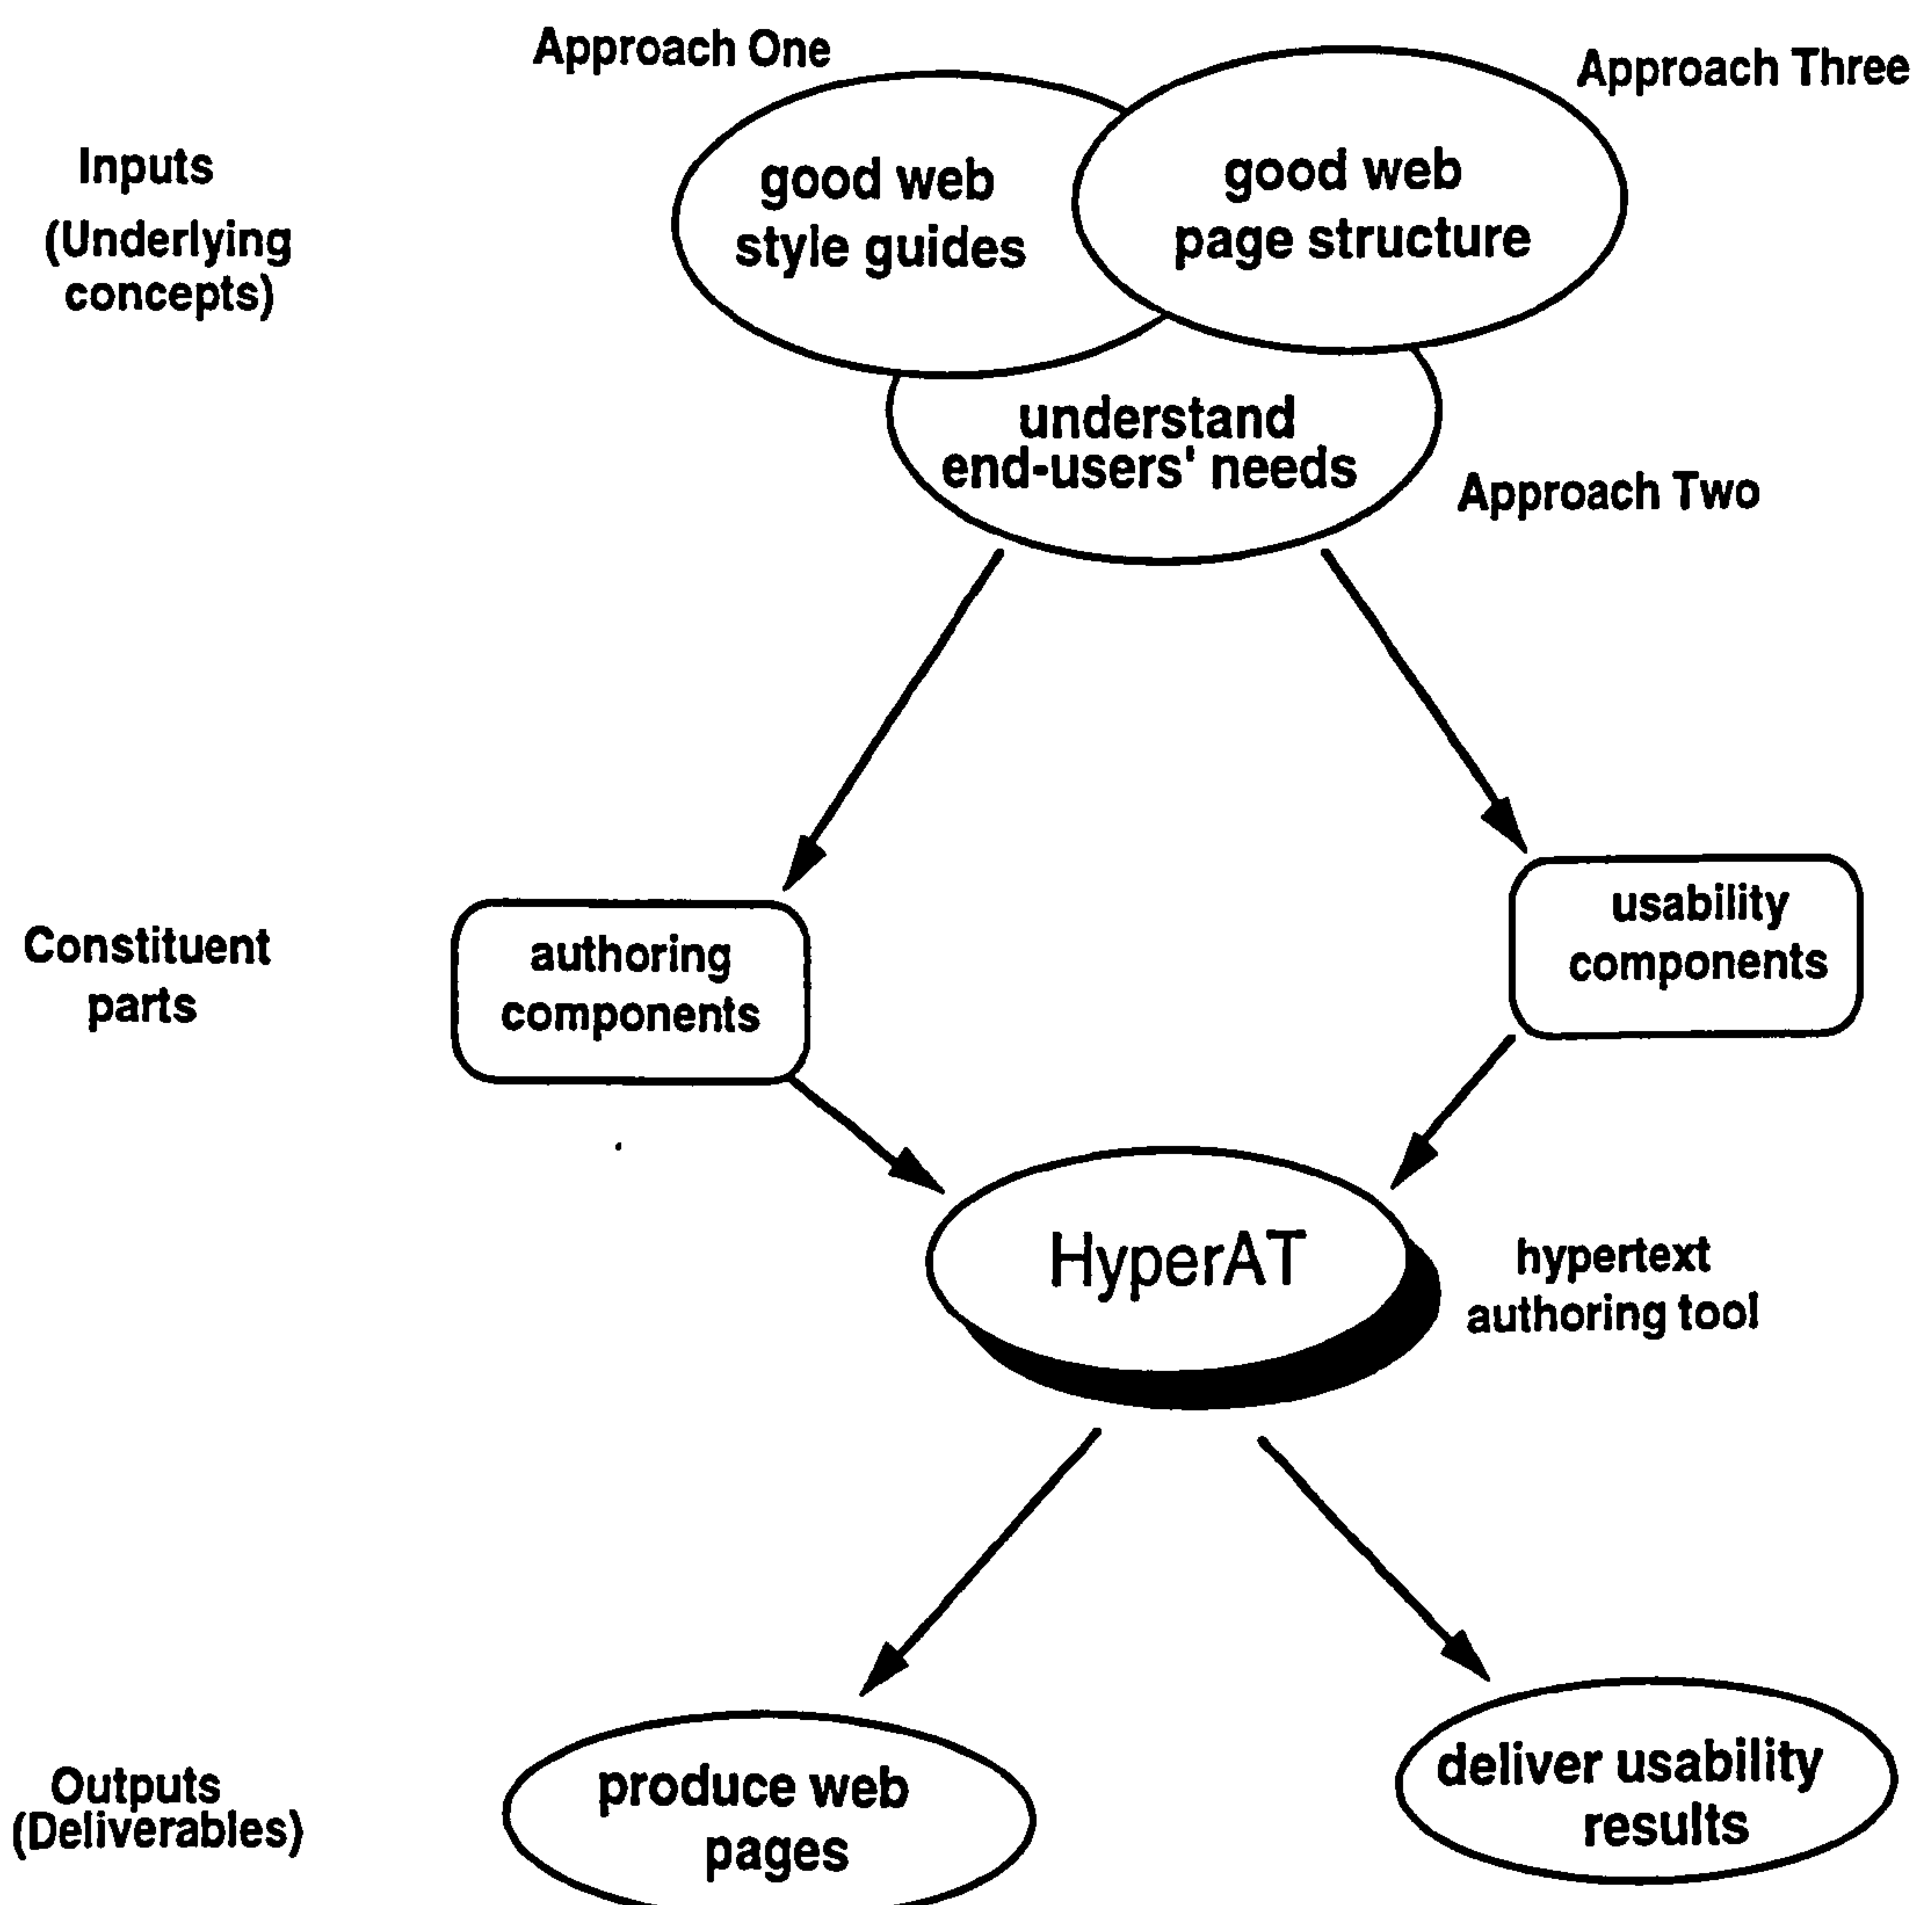 Approach One
Approach Three
Inputs
(Underlying
concepts)
good web
style guides
good web
page structure
understand
end-users' needs
Approach Two
Constituent
parts
authoring
components
usability
components
HyperAT
hypertext
authoring tool
Outputs
(Deliverables)
produce web
pages
deliver usability
results